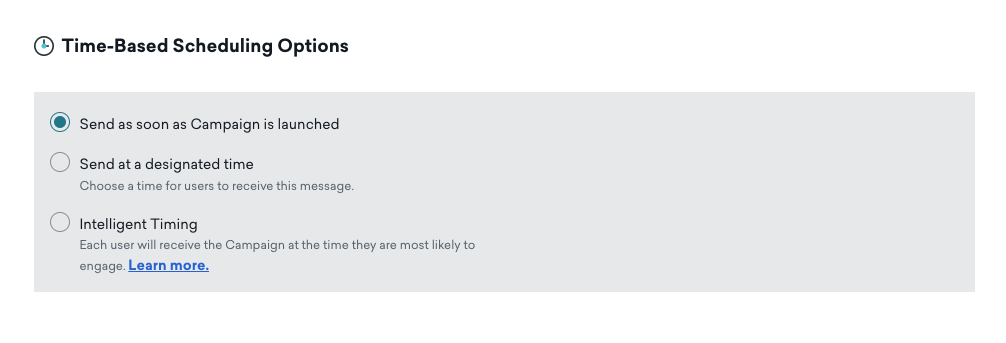 Time-Based Scheduling Options
Send as soon as Campaign is launched
Send at a designated time
Choose a time for users to receive this message.
Intelligent Timing
Each user will receive the Campaign at the time they are most likely to
engage. Learn more.